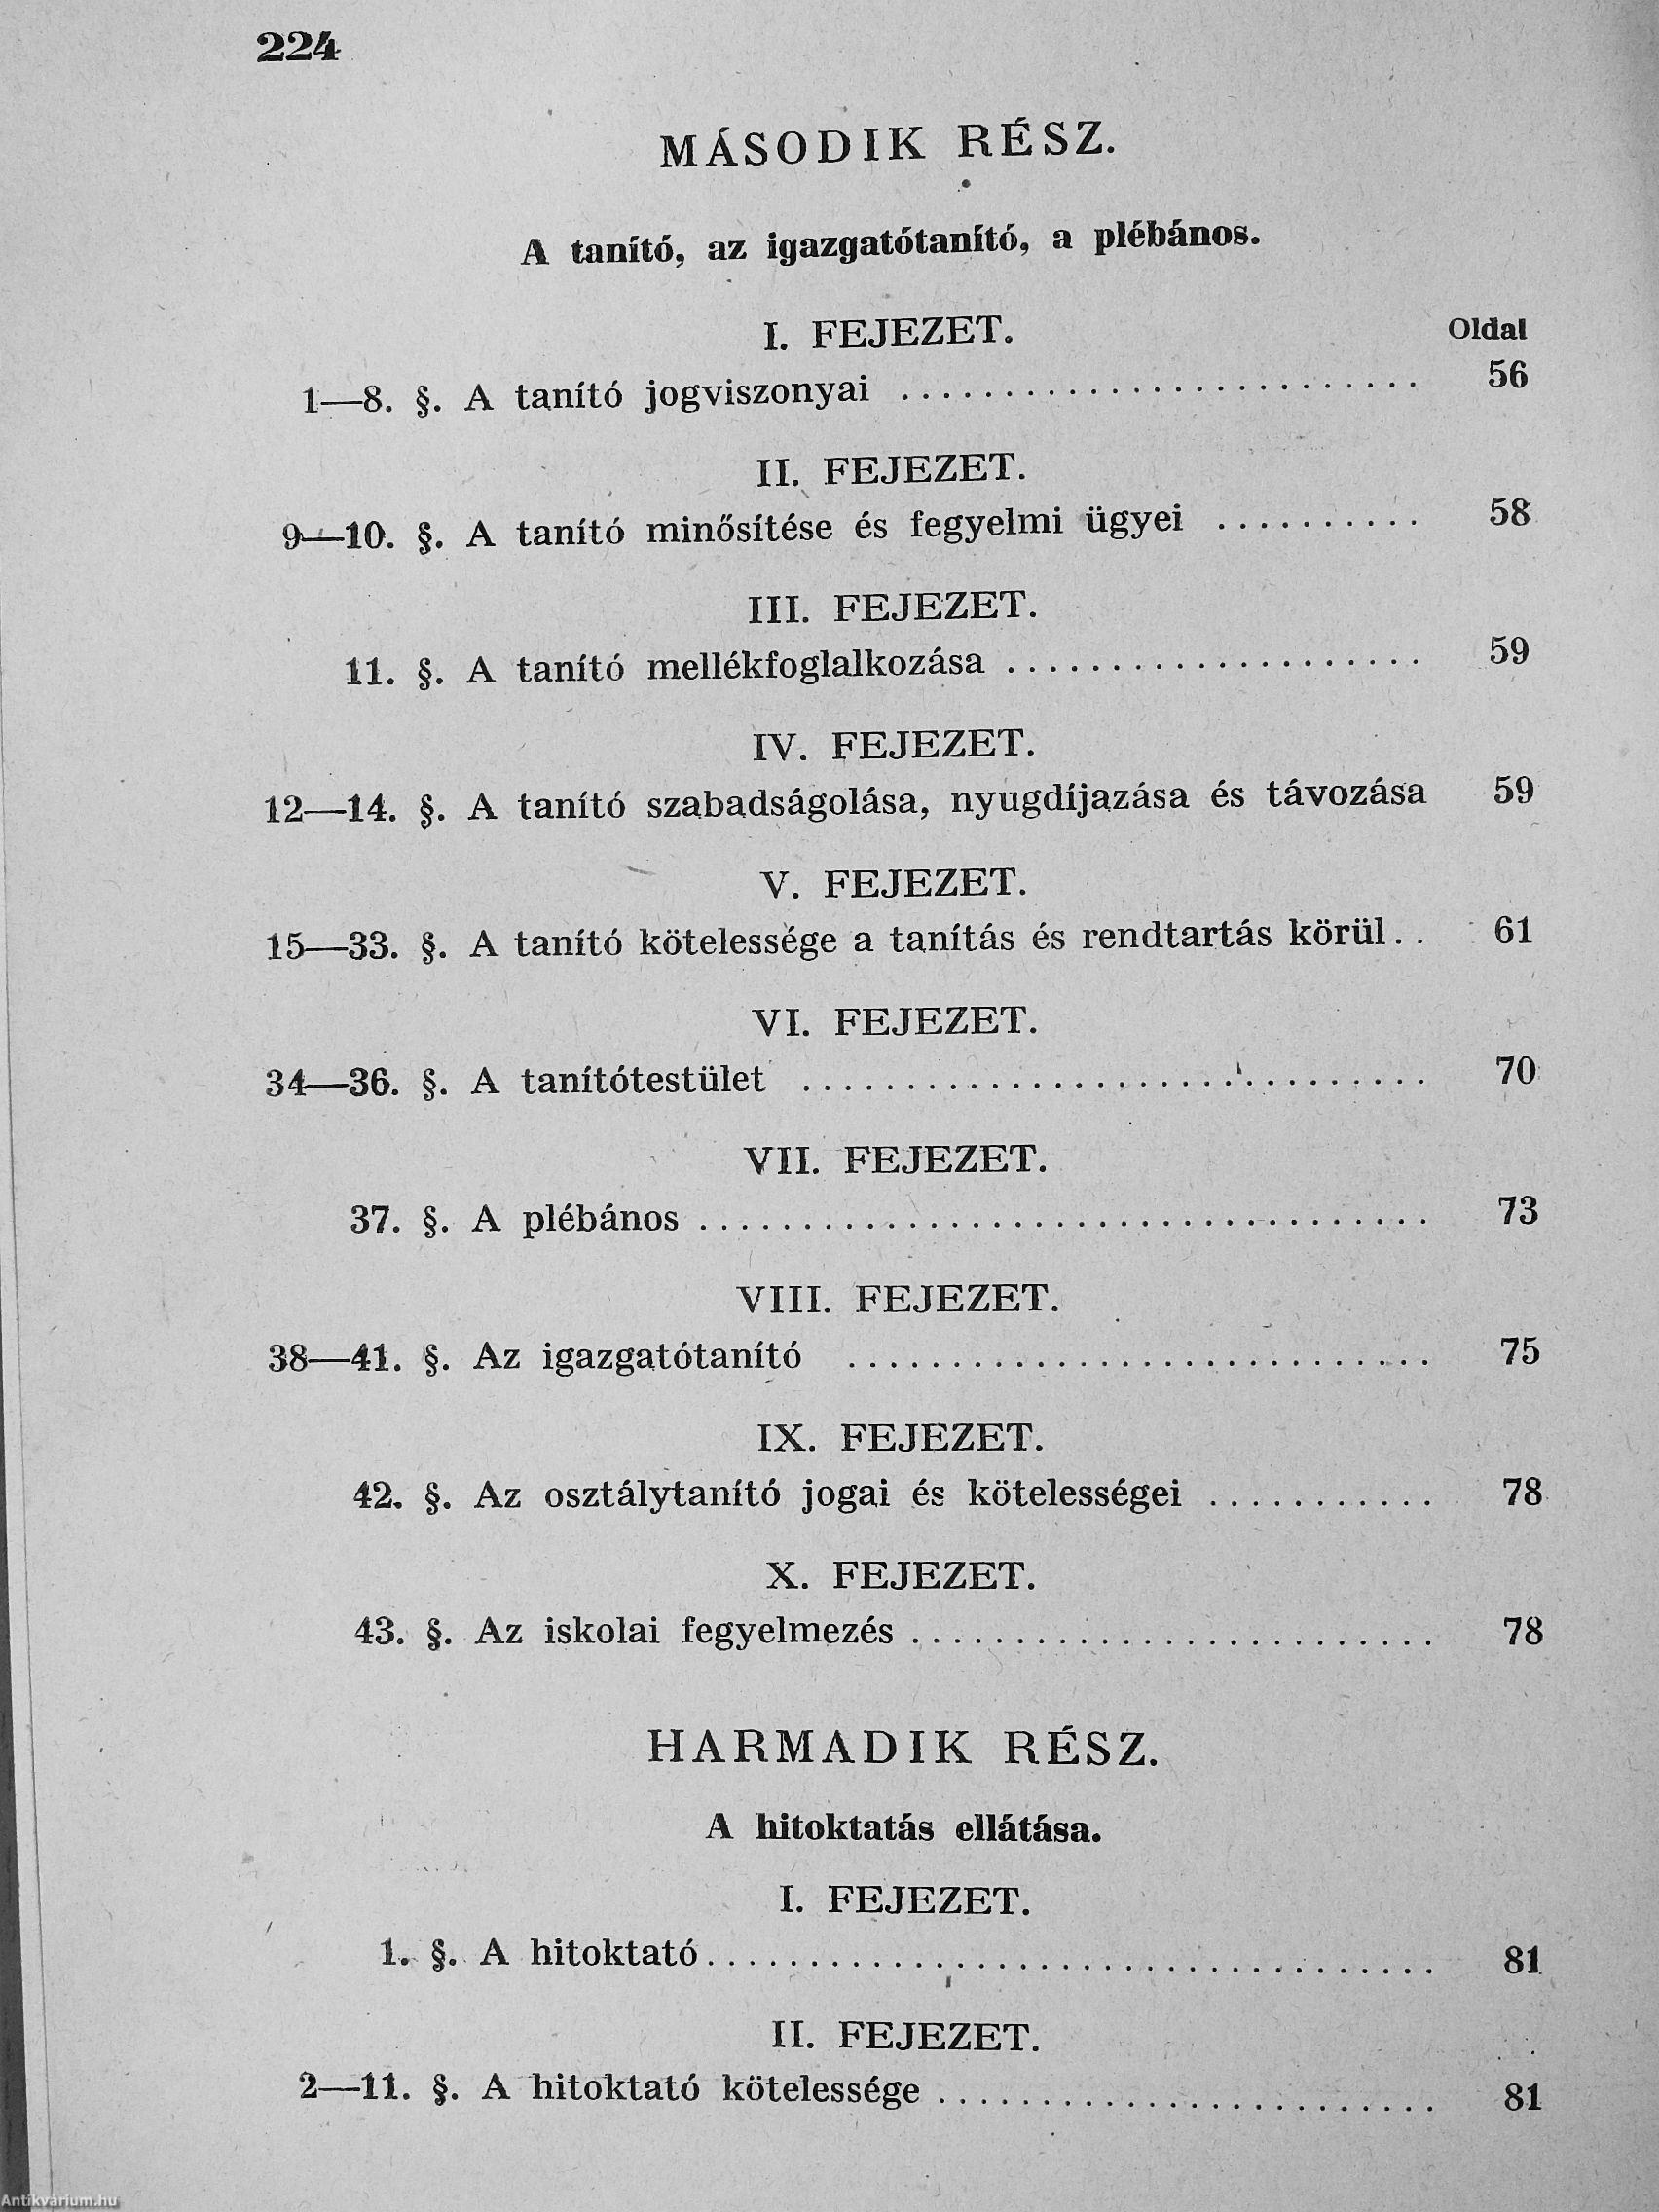 224
MÁSODIK RÉSZ.
A tanító, az igazgatótanító, a plébános.
I. FEJEZET.
Oldal
1—8. §. A tanító jogviszonyai ......................... 56
II. FEJEZET.
9—10. §. A tanító minősítése és fegyelmi ügyei .......... 58
III. FEJEZET.
11. §. A tanító mellékfoglalkozása .................... 59
IV. FEJEZET.
12—14. §. A tanító szabadságolása, nyugdíjazása és távozása 59
V. FEJEZET.
15—33. §. A tanító kötelessége a tanítás és rendtartás körül.. 61
VI. FEJEZET.
34—36. §. A tanítótestület .............................. 70
VII. FEJEZET.
37. §. A plébános ................................... 73
VIII. FEJEZET.
38—41. §. Az igazgatótanító ............................ 75
IX. FEJEZET.
42. §. Az osztálytanító jogai és kötelességei ........... 78
X. FEJEZET.
43. §. Az iskolai fegyelmezés ......................... 78
HARMADIK RÉSZ.
A hitoktatás ellátása.
I. FEJEZET.
1. §. A hitoktató................................... 81
II. FEJEZET.
2—11. §. A hitoktató kötelessége ........................ 81
Antikvárium.hu